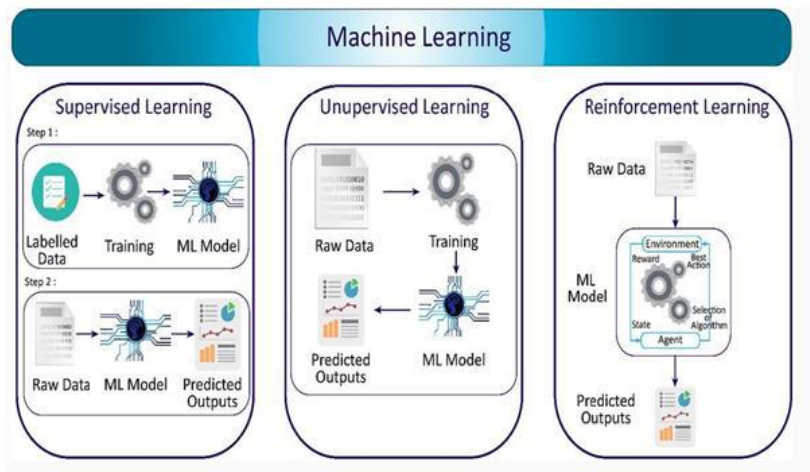 Machine Learning
Supervised Learning
Step 1 :
Labelled
Data
Training
ML Model
Step 2 :
Raw Data
ML Model
Predicted
Outputs
Unupervised Learning
Raw Data
Training
Predicted
Outputs
ML Model
Reinforcement Learning
Raw Data
ML
Model
Environment
Reward
Best
Action
State
Selection
of
Algorithm
Agent
Predicted
Outputs